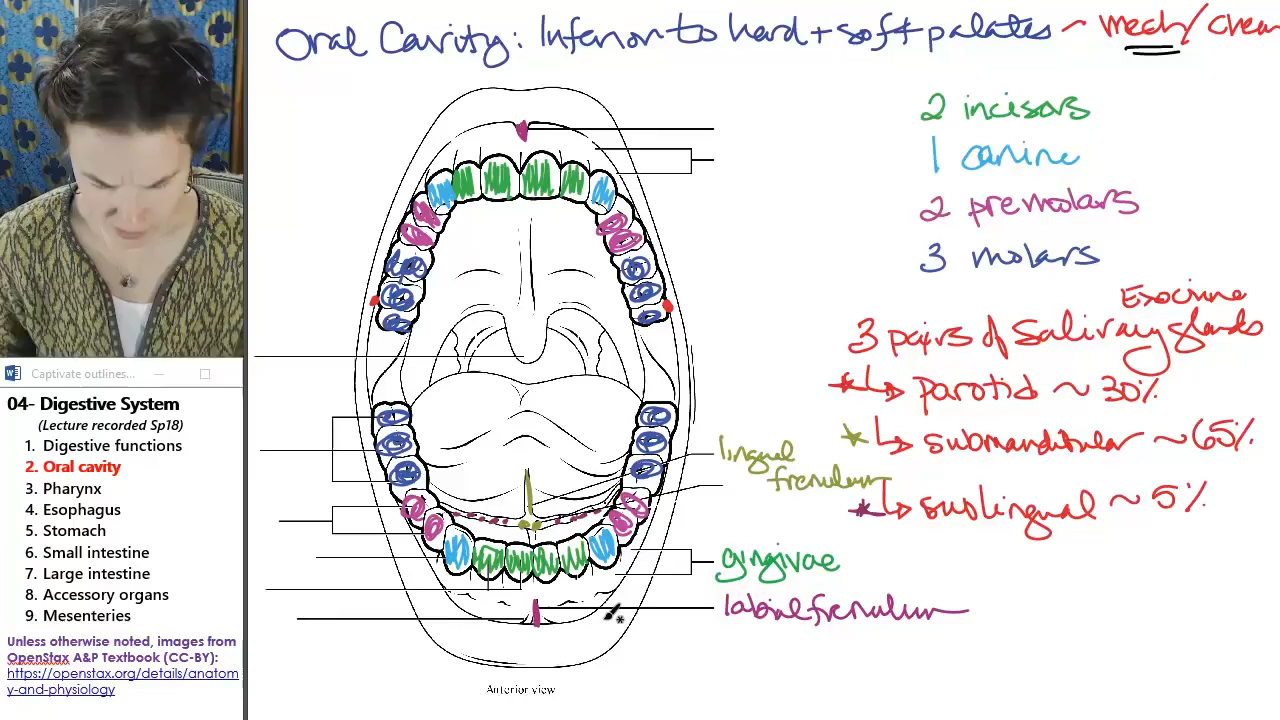 Oral Cavity: Inferior to hard + soft palates ~ mech/chem
2 incisors
1 canine
2 premolars
3 molars
Exocrine
3 pairs of Salivary glands
* ↳ parotid ~ 30%
* ↳ submandibular ~ 65%
* ↳ sublingual ~ 5%
lingual
frenulum
gingivae
labial frenulum
Anterior view
Captivate outlines...
04- Digestive System
(Lecture recorded Sp18)
1. Digestive functions
2. Oral cavity
3. Pharynx
4. Esophagus
5. Stomach
6. Small intestine
7. Large intestine
8. Accessory organs
9. Mesenteries
Unless otherwise noted, images from
OpenStax A&P Textbook (CC-BY):
https://openstax.org/details/anatom
y-and-physiology